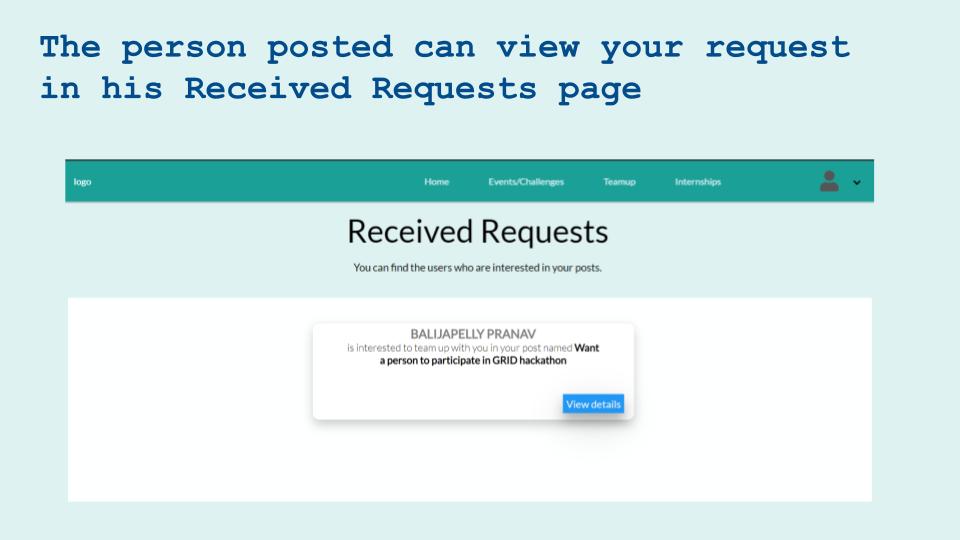 The person posted can view your request
in his Received Requests page
logo Home Events/Challenges Teamup Internships
Received Requests
You can find the users who are interested in your posts.
BALIJAPELLY PRANAV
is interested to team up with you in your post named Want
a person to participate in GRID hackathon
View details